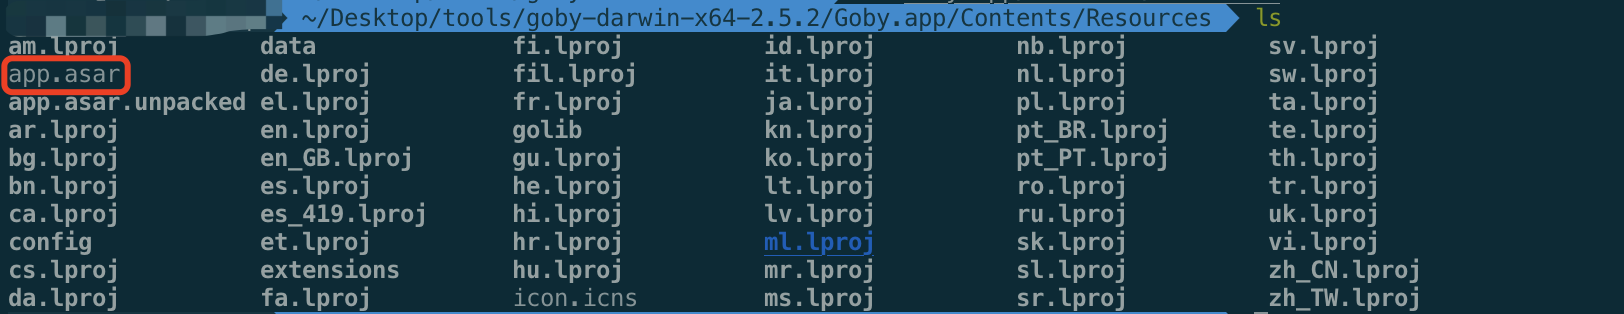 ~/Desktop/tools/goby-darwin-x64-2.5.2/Goby.app/Contents/Resources ls
am.lproj data fi.lproj id.lproj nb.lproj sv.lproj
app.asar de.lproj fil.lproj it.lproj nl.lproj sw.lproj
app.asar.unpacked el.lproj fr.lproj ja.lproj pl.lproj ta.lproj
ar.lproj en.lproj golib kn.lproj pt_BR.lproj te.lproj
bg.lproj en_GB.lproj gu.lproj ko.lproj pt_PT.lproj th.lproj
bn.lproj es.lproj he.lproj lt.lproj ro.lproj tr.lproj
ca.lproj es_419.lproj hi.lproj lv.lproj ru.lproj uk.lproj
config et.lproj hr.lproj ml.lproj sk.lproj vi.lproj
cs.lproj extensions hu.lproj mr.lproj sl.lproj zh_CN.lproj
da.lproj fa.lproj icon.icns ms.lproj sr.lproj zh_TW.lproj